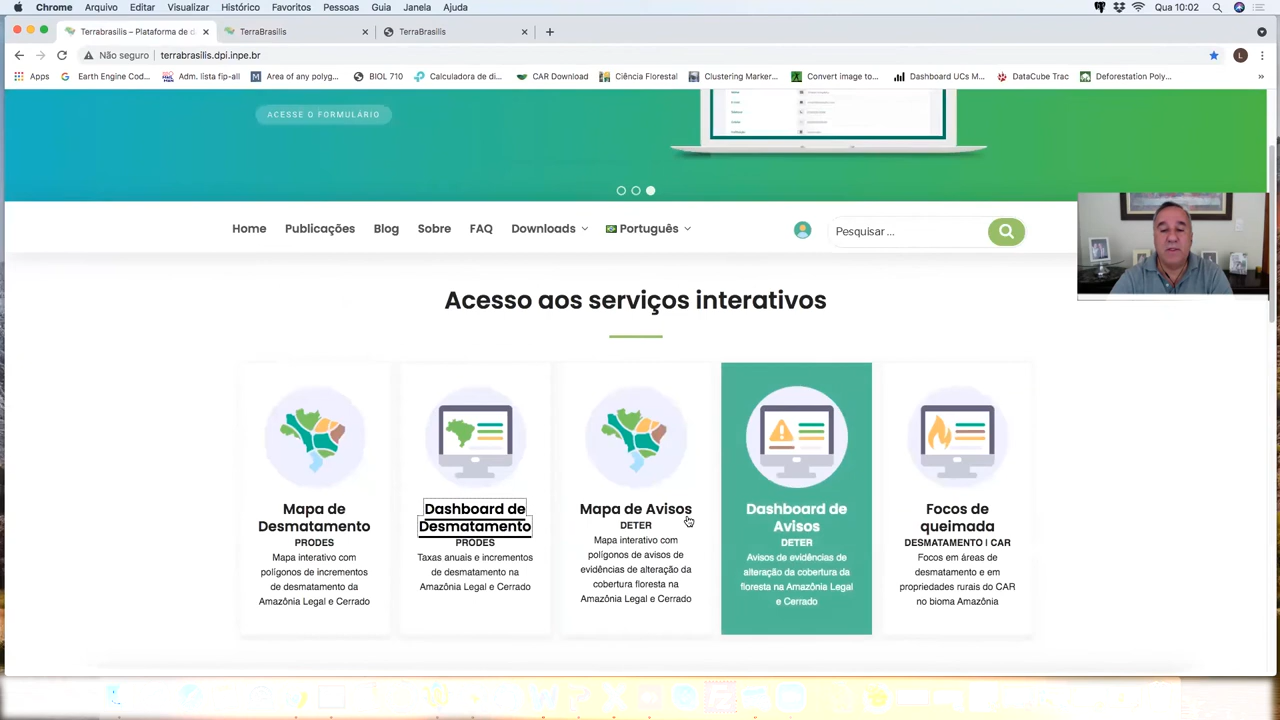 Chrome Arquivo Editar Visualizar Histórico Favoritos Pessoas Guia Janela Ajuda Qua 10:02
Terrabrasilis – Plataforma de d TerraBrasilis TerraBrasilis
Não seguro terrabrasilis.dpi.inpe.br L
Apps Earth Engine Cod... Adm. lista fip-all Area of any polyg... BIOL 710 Calculadora de di... CAR Download Ciência Florestal Clustering Marker... Convert image to... Dashboard UCs M... DataCube Trac Deforestation Poly... »
ACESSE O FORMULÁRIO
Home Publicações Blog Sobre FAQ Downloads Português Pesquisar ...
Acesso aos serviços interativos
Mapa de
Desmatamento
PRODES
Mapa interativo com
polígonos de incrementos
de desmatamento da
Amazônia Legal e Cerrado
Dashboard de
Desmatamento
PRODES
Taxas anuais e incrementos
de desmatamento na
Amazônia Legal e Cerrado
Mapa de Avisos
DETER
Mapa interativo com
polígonos de avisos de
evidências de alteração da
cobertura floresta na
Amazônia Legal e Cerrado
Dashboard de
Avisos
DETER
Avisos de evidências de
alteração da cobertura da
floresta na Amazônia Legal
e Cerrado
Focos de
queimada
DESMATAMENTO | CAR
Focos em áreas de
desmatamento e em
propriedades rurais do CAR
no bioma Amazônia